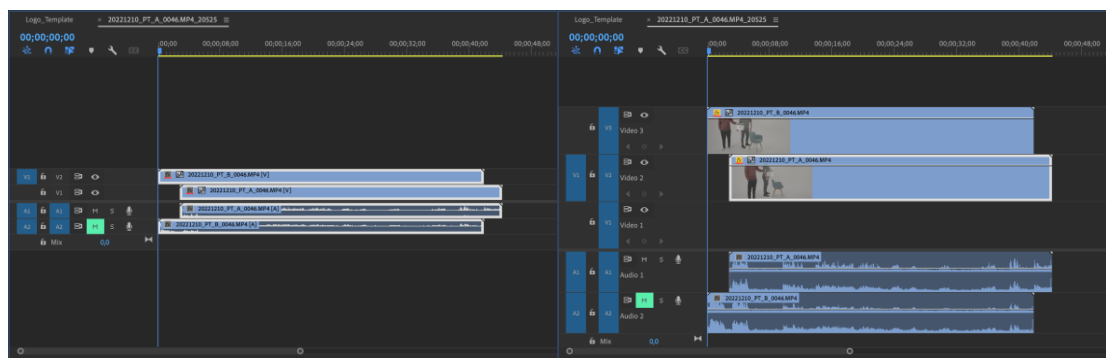 Logo_Template
× 20221210_PT_A_0046.MP4_20525
00;00;00;00
:00;00
00;00;08;00
00;00;16;00
00;00;24;00
00;00;32;00
00;00;40;00
00;00;48;00
V1 V2
20221210_PT_B_0046.MP4 [V]
V1
20221210_PT_A_0046.MP4 [V]
A1 A1 M S
20221210_PT_A_0046.MP4 [A]
A2 A2 M S
20221210_PT_B_0046.MP4 [A]
Mix 0,0
Logo_Template
× 20221210_PT_A_0046.MP4_20525
00;00;00;00
:00;00
00;00;08;00
00;00;16;00
00;00;24;00
00;00;32;00
00;00;40;00
00;00;48;00
fx 20221210_PT_B_0046.MP4
V3 Video 3
fx 20221210_PT_A_0046.MP4
V1 V2 Video 2
V1 Video 1
20221210_PT_A_0046.MP4
M S
A1 A1 Audio 1
20221210_PT_B_0046.MP4
M S
A2 A2 Audio 2
Mix 0,0